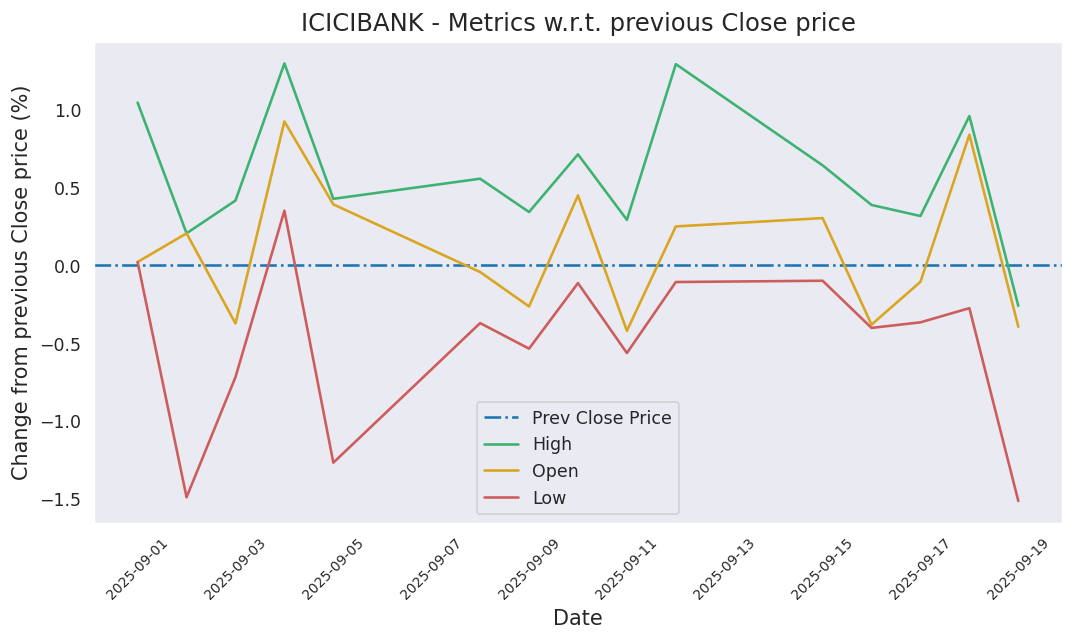 ICICIBANK - Metrics w.r.t. previous Close price
Change from previous Close price (%)
1.0
0.5
0.0
−0.5
−1.0
−1.5
Prev Close Price
High
Open
Low
2025-09-01
2025-09-03
2025-09-05
2025-09-07
2025-09-09
2025-09-11
2025-09-13
2025-09-15
2025-09-17
2025-09-19
Date